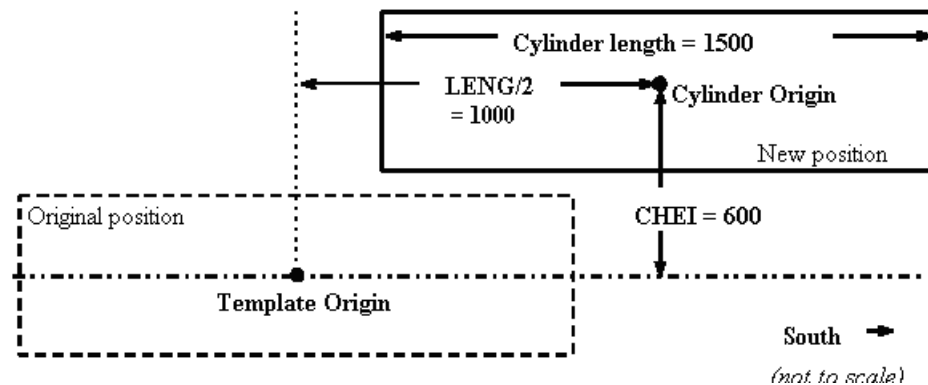 Cylinder length = 1500
LENG/2
= 1000
Cylinder Origin
New position
Original position
CHEI = 600
Template Origin
South
(not to scale)